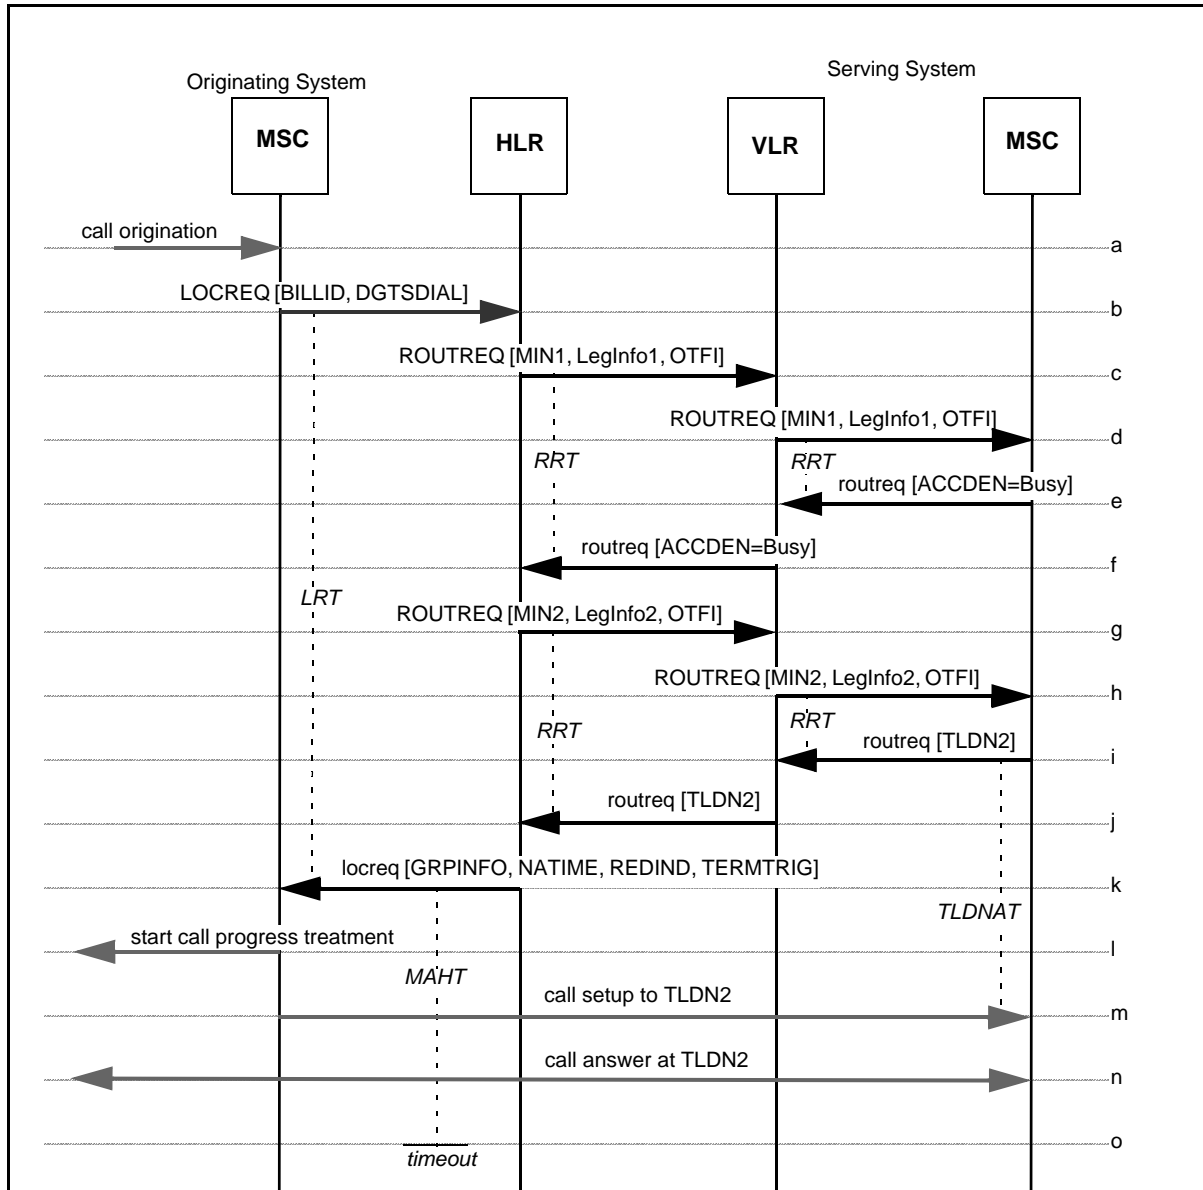 Originating System
Serving System
MSC
HLR
VLR
MSC
call origination
a
LOCREQ [BILLID, DGTSDIAL]
b
ROUTREQ [MIN1, LegInfo1, OTFI]
c
ROUTREQ [MIN1, LegInfo1, OTFI]
d
RRT
RRT
routreq [ACCDEN=Busy]
e
routreq [ACCDEN=Busy]
f
LRT
ROUTREQ [MIN2, LegInfo2, OTFI]
g
ROUTREQ [MIN2, LegInfo2, OTFI]
h
RRT
RRT
routreq [TLDN2]
i
routreq [TLDN2]
j
locreq [GRPINFO, NATIME, REDIND, TERMTRIG]
k
TLDNAT
start call progress treatment
l
MAHT
call setup to TLDN2
m
call answer at TLDN2
n
o
timeout